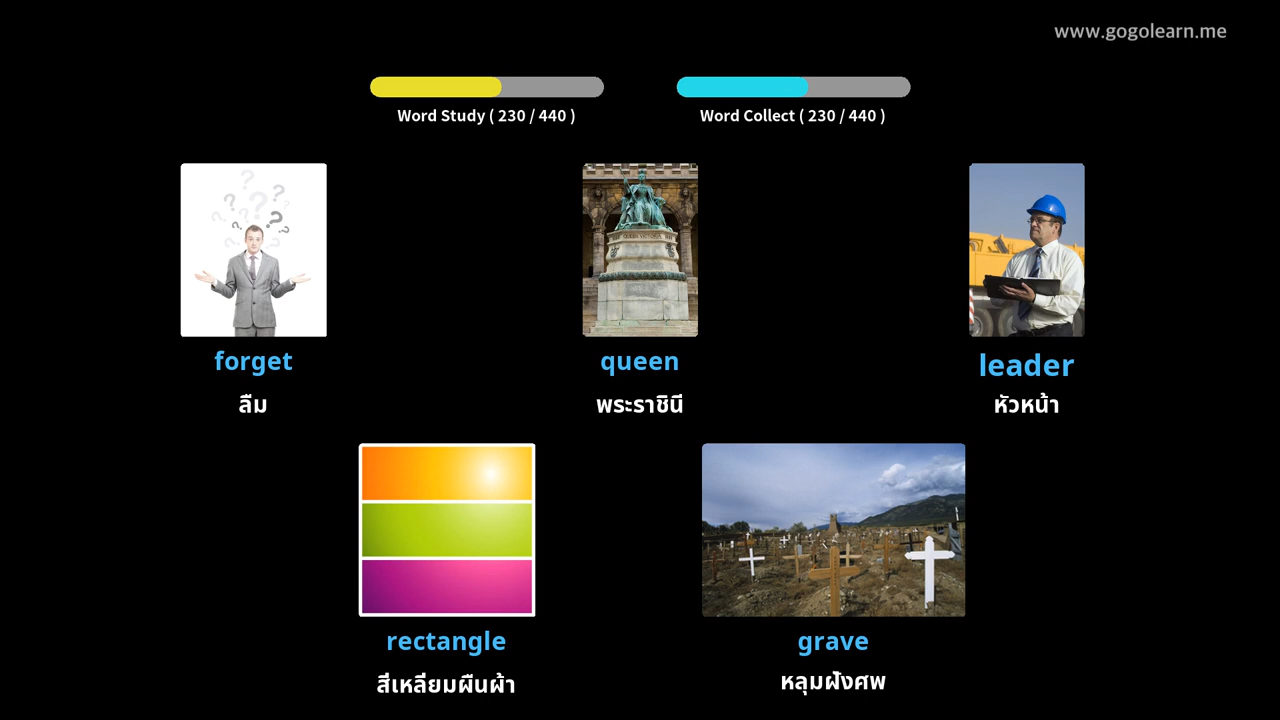 www.gogolearn.me
Word Study ( 230 / 440 )
Word Collect ( 230 / 440 )
forget
ลืม
queen
พระราชินี
leader
หัวหน้า
rectangle
สี่เหลี่ยมผืนผ้า
grave
หลุมฝังศพ